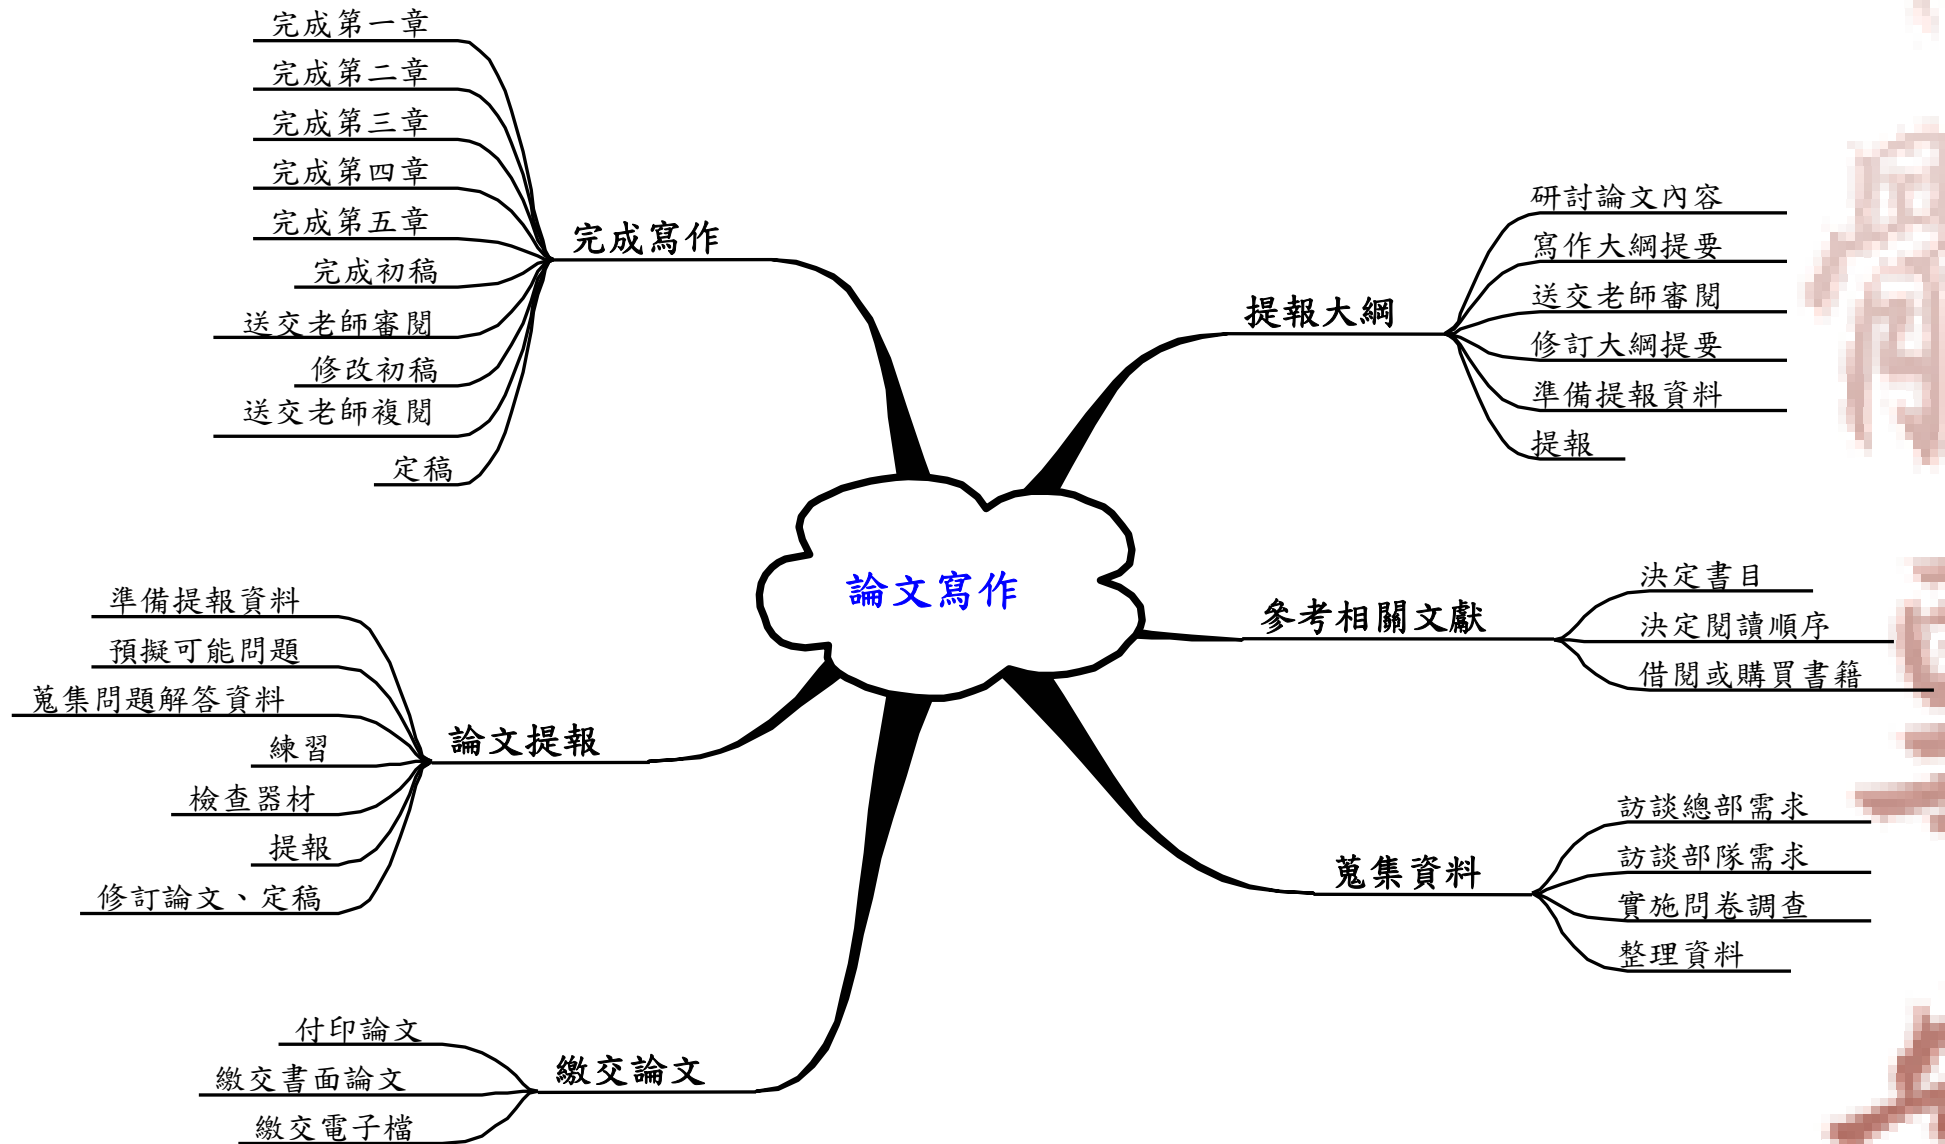 論文寫作
提報大綱
研討論文內容
寫作大綱提要
送交老師審閱
修訂大綱提要
準備提報資料
提報
參考相關文獻
決定書目
決定閱讀順序
借閱或購買書籍
蒐集資料
訪談總部需求
訪談部隊需求
實施問卷調查
整理資料
繳交論文
付印論文
繳交書面論文
繳交電子檔
論文提報
準備提報資料
預擬可能問題
蒐集問題解答資料
練習
檢查器材
提報
修訂論文、定稿
完成寫作
完成第一章
完成第二章
完成第三章
完成第四章
完成第五章
完成初稿
送交老師審閱
修改初稿
送交老師複閱
定稿